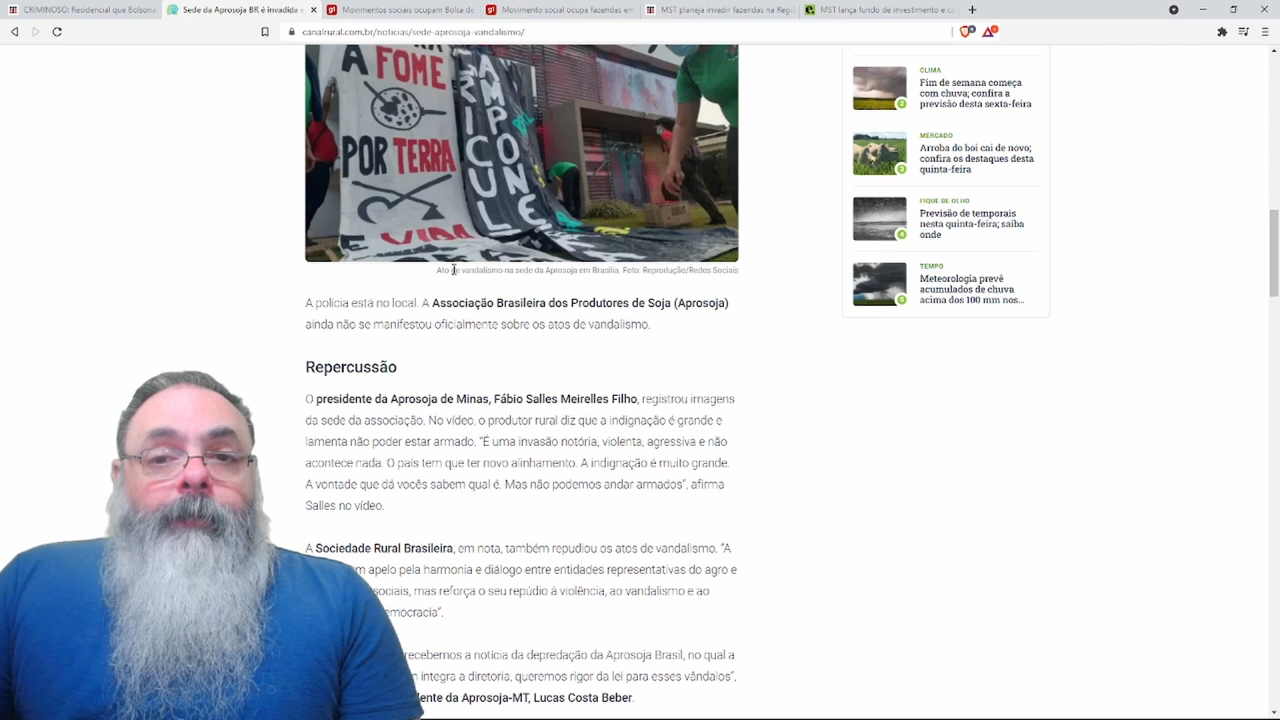 CRIMINOSO: Residencial que Bolsona
Sede da Aprosoja BR é invadida e
Movimentos sociais ocupam Bolsa de
Movimento social ocupa fazendas em
MST planeja invadir fazendas na Regi
MST lança fundo de investimento e ca
canalrural.com.br/noticias/sede-aprosoja-vandalismo/
A FOME
POR TERRA
E VIDA
Ato de vandalismo na sede da Aprosoja em Brasília. Foto: Reprodução/Redes Sociais
A polícia está no local. A Associação Brasileira dos Produtores de Soja (Aprosoja)
ainda não se manifestou oficialmente sobre os atos de vandalismo.
Repercussão
O presidente da Aprosoja de Minas, Fábio Salles Meirelles Filho, registrou imagens
da sede da associação. No vídeo, o produtor rural diz que a indignação é grande e
lamenta não poder estar armado. “É uma invasão notória, violenta, agressiva e não
acontece nada. O país tem que ter novo alinhamento. A indignação é muito grande.
A vontade que dá vocês sabem qual é. Mas não podemos andar armados”, afirma
Salles no vídeo.
A Sociedade Rural Brasileira, em nota, também repudiou os atos de vandalismo. “A
m apelo pela harmonia e diálogo entre entidades representativas do agro e
sociais, mas reforça o seu repúdio à violência, ao vandalismo e ao
emocracia”.
recebemos a notícia da depredação da Aprosoja Brasil, no qual a
m integra a diretoria, queremos rigor da lei para esses vândalos”,
dente da Aprosoja-MT, Lucas Costa Beber.
CLIMA
Fim de semana começa
com chuva; confira a
previsão desta sexta-feira
2
MERCADO
Arroba do boi cai de novo;
confira os destaques desta
quinta-feira
3
FIQUE DE OLHO
Previsão de temporais
nesta quinta-feira; saiba
onde
4
TEMPO
Meteorologia prevê
acumulados de chuva
acima dos 100 mm nos...
5